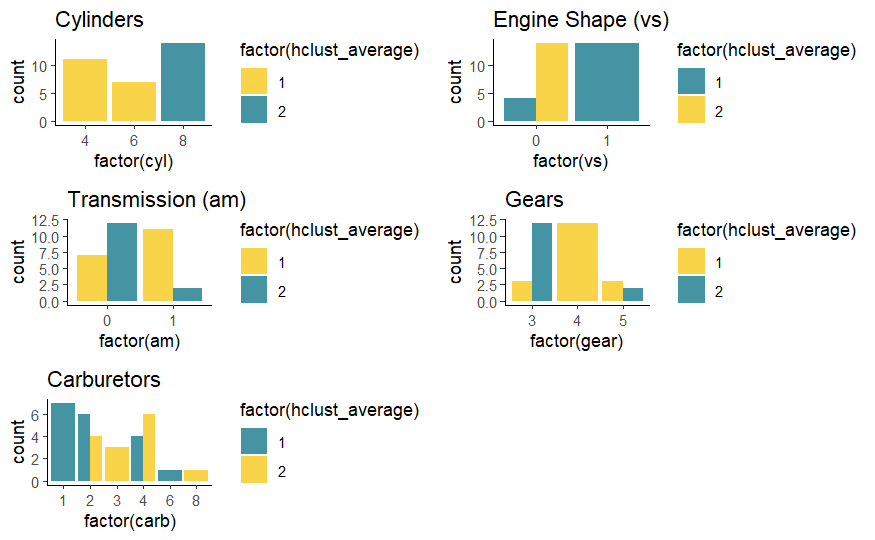 Cylinders
count
10
5
0
4 6 8
factor(cyl)
factor(hclust_average)
1
2
Engine Shape (vs)
count
10
5
0
0 1
factor(vs)
factor(hclust_average)
1
2
Transmission (am)
count
12.5
10.0
7.5
5.0
2.5
0.0
0 1
factor(am)
factor(hclust_average)
1
2
Gears
count
12.5
10.0
7.5
5.0
2.5
0.0
3 4 5
factor(gear)
factor(hclust_average)
1
2
Carburetors
count
6
4
2
0
1 2 3 4 6 8
factor(carb)
factor(hclust_average)
1
2